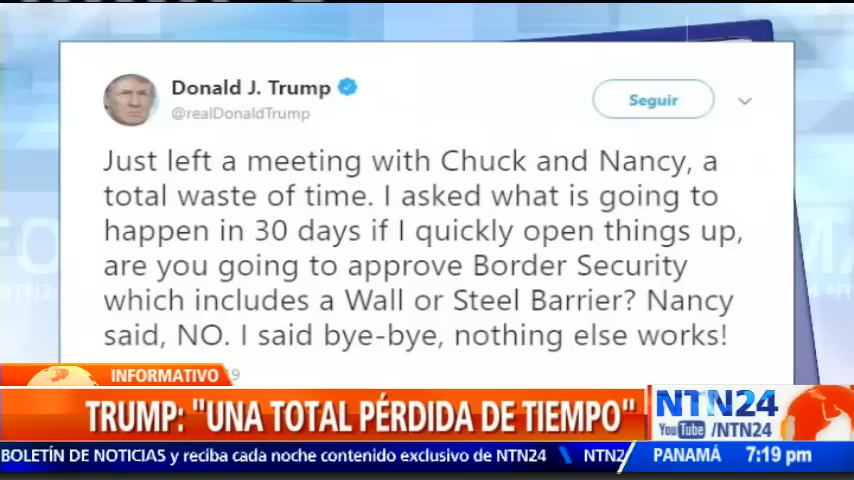 Donald J. Trump
@realDonaldTrump
Seguir
Just left a meeting with Chuck and Nancy, a
total waste of time. I asked what is going to
happen in 30 days if I quickly open things up,
are you going to approve Border Security
which includes a Wall or Steel Barrier? Nancy
said, NO. I said bye-bye, nothing else works!
INFORMATIVO
TRUMP: "UNA TOTAL PÉRDIDA DE TIEMPO"
NTN24
YouTube /NTN24
BOLETÍN DE NOTICIAS y reciba cada noche contenido exclusivo de NTN24 \ NTN2
PANAMÁ 7:19 pm
NTN24